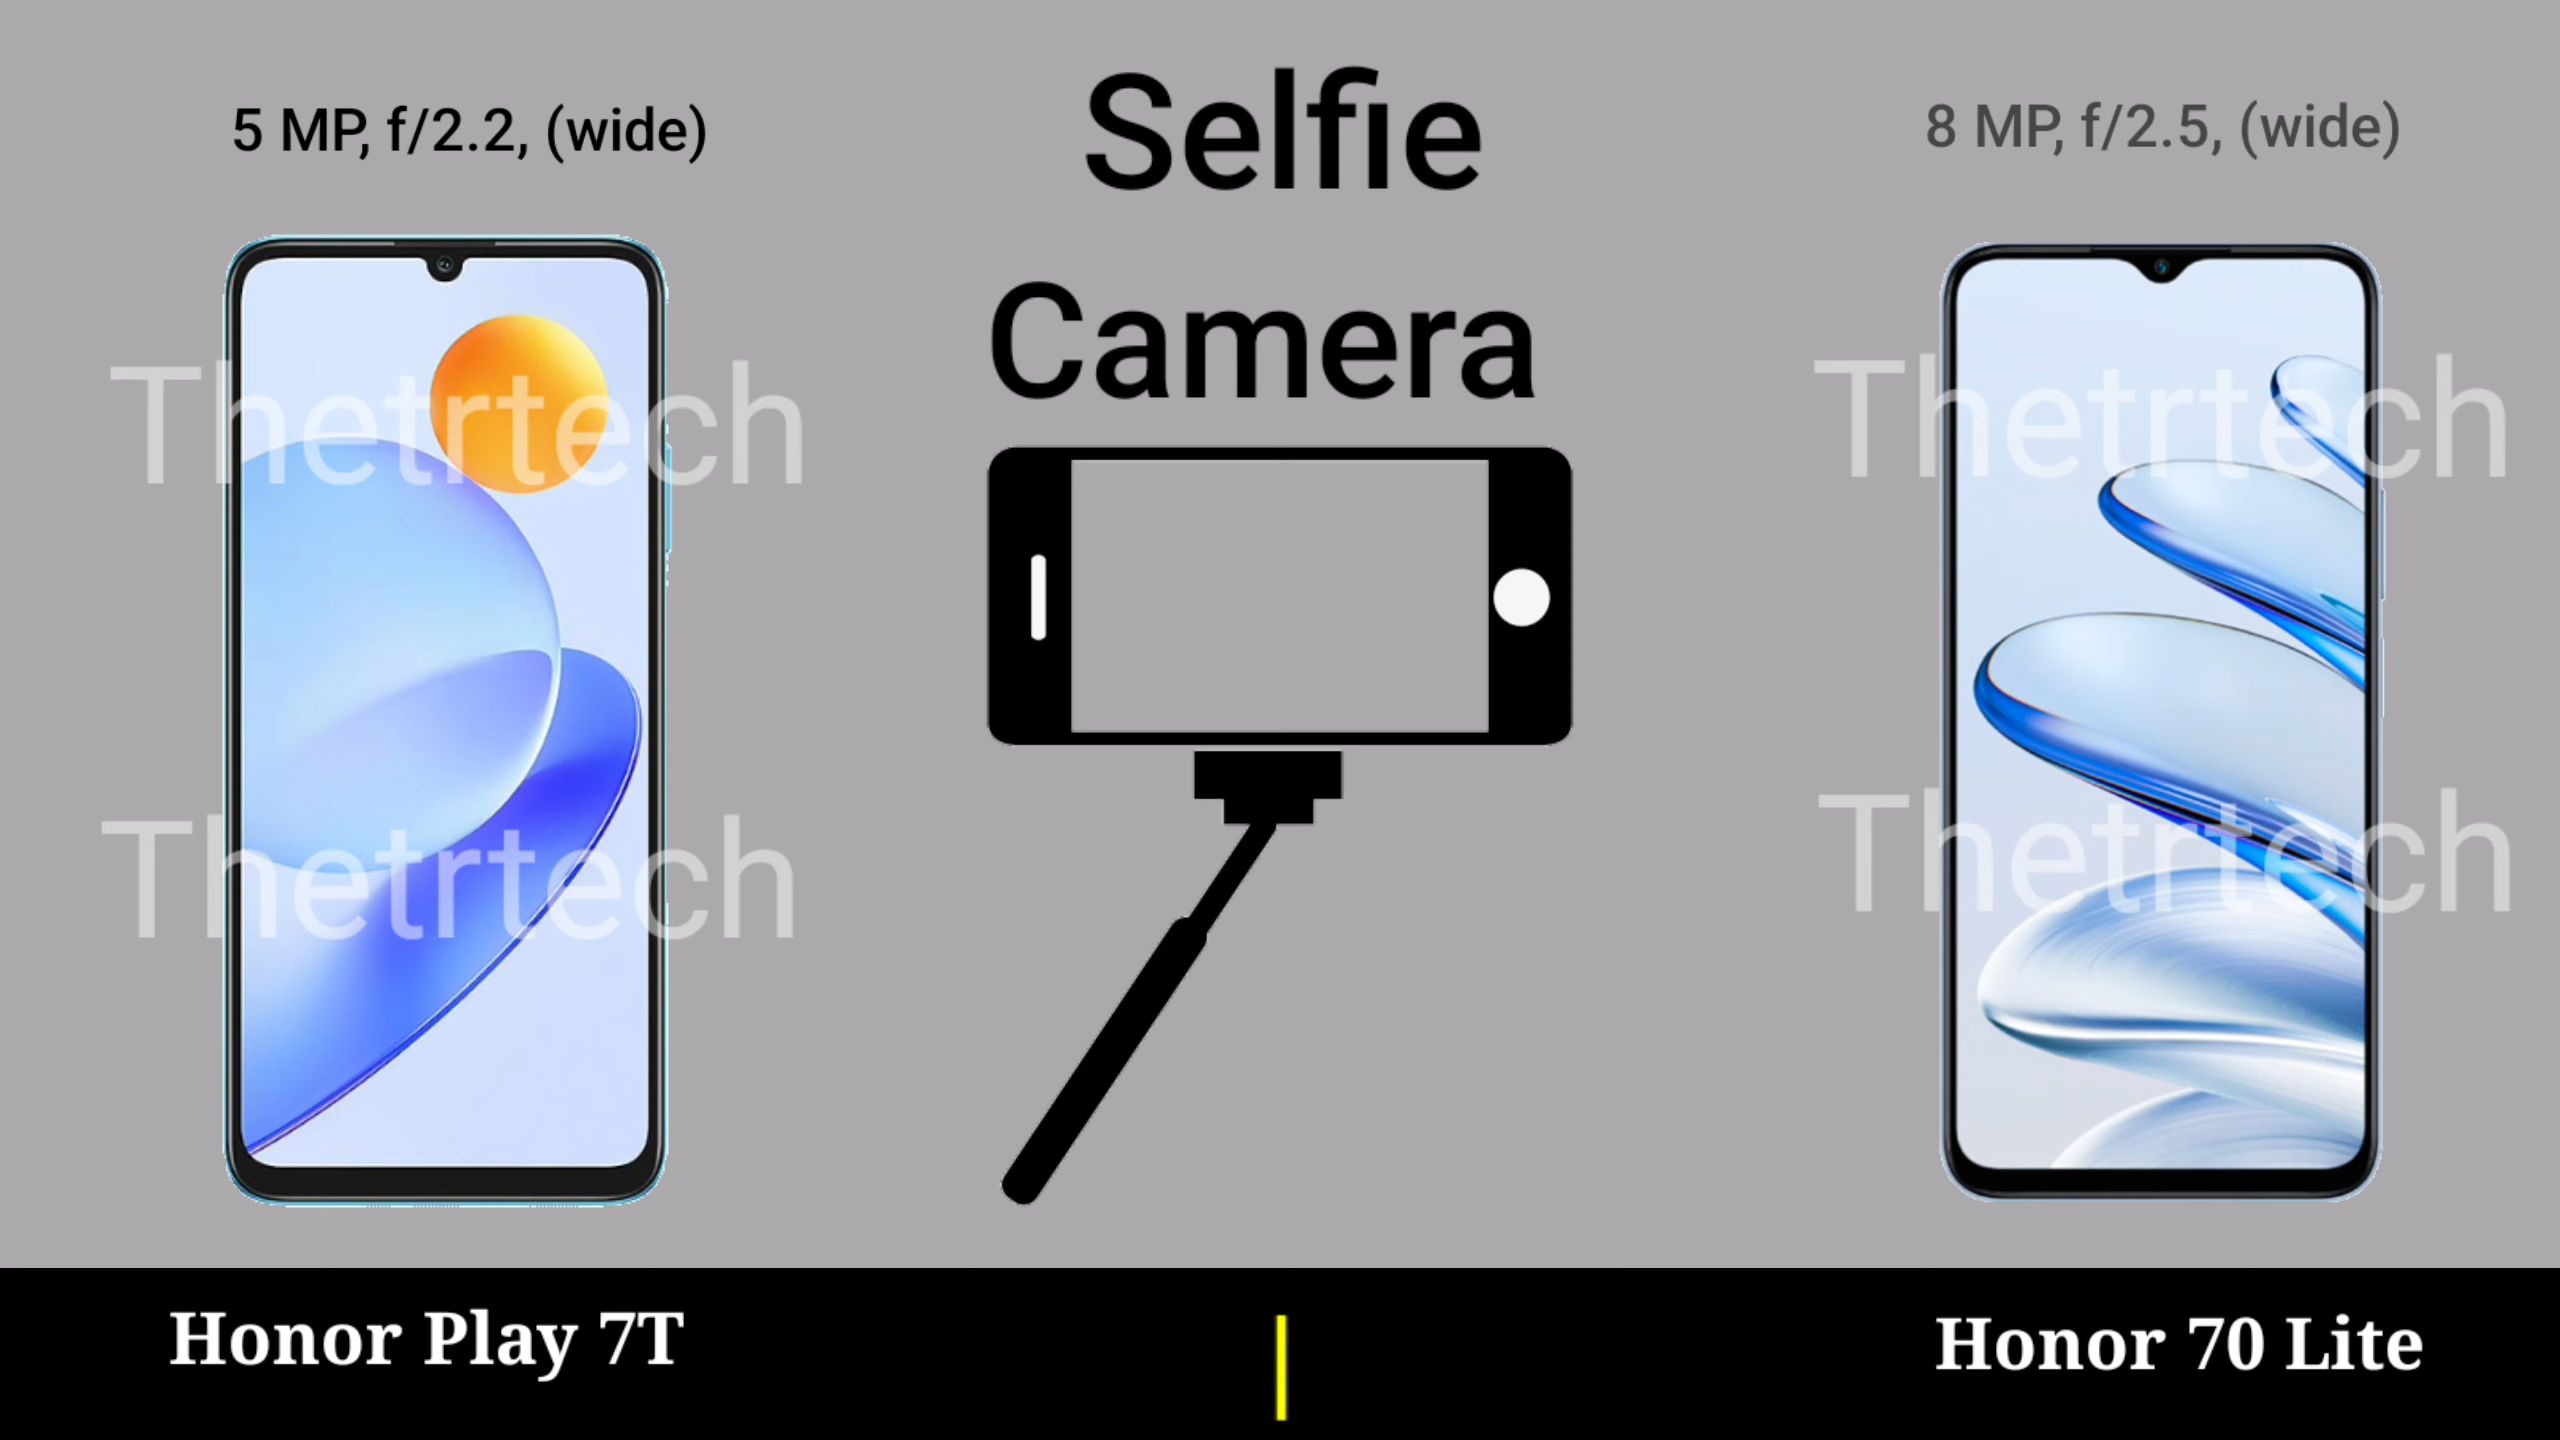 Selfie
Camera
5 MP, f/2.2, (wide)
8 MP, f/2.5, (wide)
Thetrtech
Thetrtech
Thetrtech
Thetrtech
Honor Play 7T
Honor 70 Lite